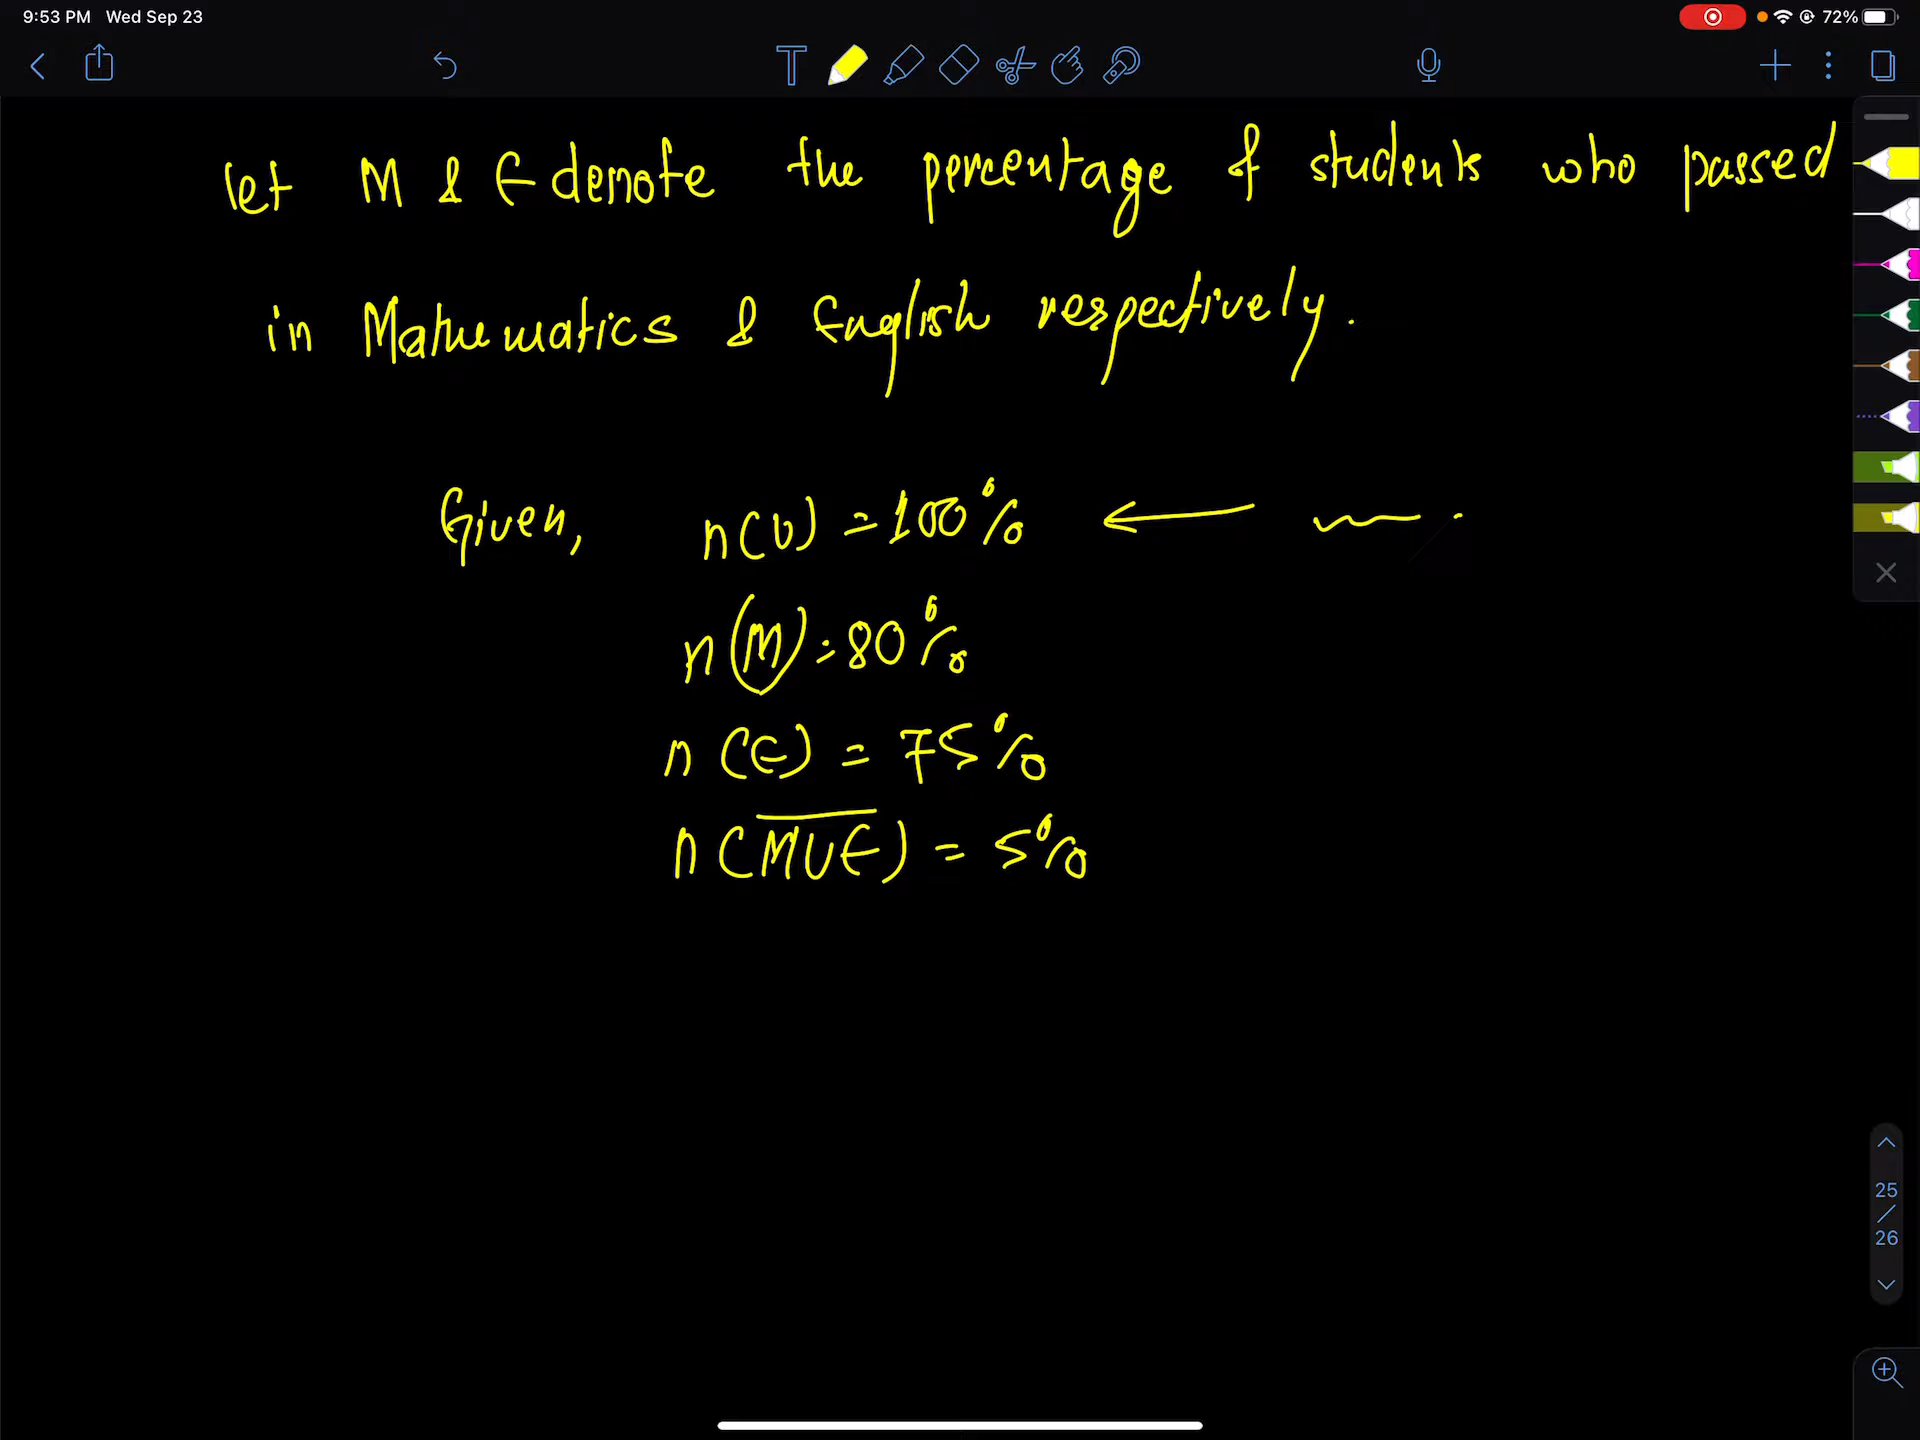 9:53 PM Wed Sep 23
72%
T
let M & E denote the percentage of students who passed
in Mathematics & English respectively.
Given, n(U) = 100%
n(M) = 80%
n(E) = 75%
n(\overline{M∪E}) = 5%
25
/
26